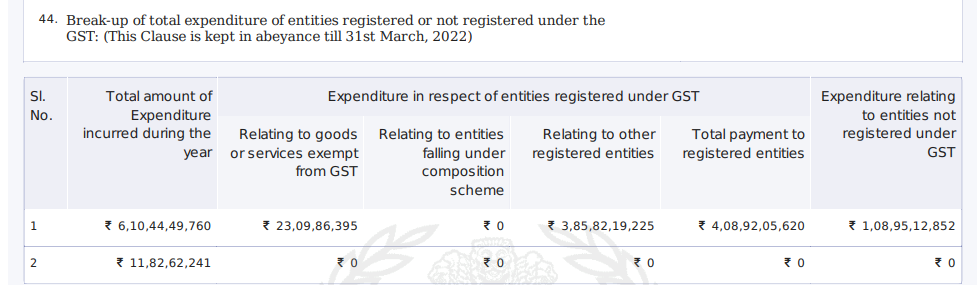 44. Break-up of total expenditure of entities registered or not registered under the
GST: (This Clause is kept in abeyance till 31st March, 2022)
Sl. No. Total amount of Expenditure incurred during the year Expenditure in respect of entities registered under GST Expenditure relating to entities not registered under GST
Relating to goods or services exempt from GST Relating to entities falling under composition scheme Relating to other registered entities Total payment to registered entities
1 ₹ 6,10,44,49,760 ₹ 23,09,86,395 ₹ 0 ₹ 3,85,82,19,225 ₹ 4,08,92,05,620 ₹ 1,08,95,12,852
2 ₹ 11,82,62,241 ₹ 0 ₹ 0 ₹ 0 ₹ 0 ₹ 0